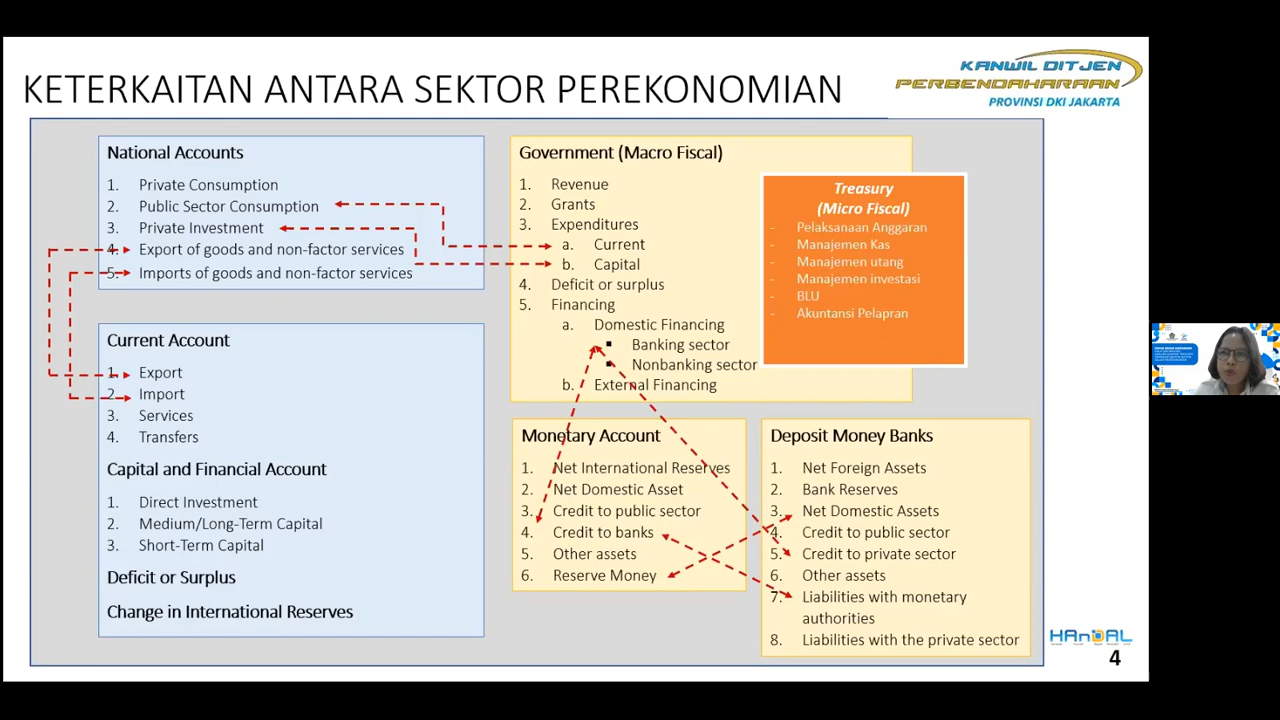 KETERKAITAN ANTARA SEKTOR PEREKONOMIAN
KANWIL DITJEN
PERBENDAHARAAN
PROVINSI DKI JAKARTA
National Accounts
1. Private Consumption
2. Public Sector Consumption
3. Private Investment
4. Export of goods and non-factor services
5. Imports of goods and non-factor services
Current Account
1. Export
2. Import
3. Services
4. Transfers
Capital and Financial Account
1. Direct Investment
2. Medium/Long-Term Capital
3. Short-Term Capital
Deficit or Surplus
Change in International Reserves
Government (Macro Fiscal)
1. Revenue
2. Grants
3. Expenditures
a. Current
b. Capital
4. Deficit or surplus
5. Financing
a. Domestic Financing
▪ Banking sector
▪ Nonbanking sector
b. External Financing
Treasury
(Micro Fiscal)
- Pelaksanaan Anggaran
- Manajemen Kas
- Manajemen utang
- Manajemen investasi
- BLU
- Akuntansi Pelapran
Monetary Account
1. Net International Reserves
2. Net Domestic Asset
3. Credit to public sector
4. Credit to banks
5. Other assets
6. Reserve Money
Deposit Money Banks
1. Net Foreign Assets
2. Bank Reserves
3. Net Domestic Assets
4. Credit to public sector
5. Credit to private sector
6. Other assets
7. Liabilities with monetary
authorities
8. Liabilities with the private sector
HAnDAL
4